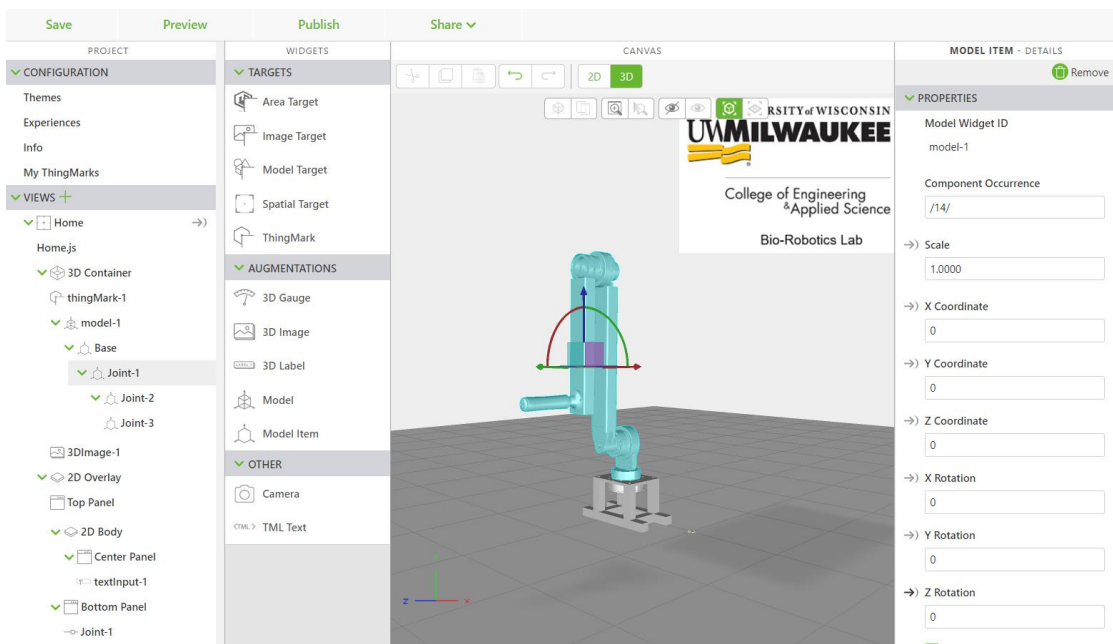 Save
Preview
Publish
Share
PROJECT
CONFIGURATION
Themes
Experiences
Info
My ThingMarks
VIEWS
Home
Home.js
3D Container
thingMark-1
model-1
Base
Joint-1
Joint-2
Joint-3
3DImage-1
2D Overlay
Top Panel
2D Body
Center Panel
textInput-1
Bottom Panel
Joint-1
WIDGETS
TARGETS
Area Target
Image Target
Model Target
Spatial Target
ThingMark
AUGMENTATIONS
3D Gauge
3D Image
3D Label
Model
Model Item
OTHER
Camera
TML Text
CANVAS
2D
3D
RSITY of WISCONSIN
UWMILWAUKEE
College of Engineering
&Applied Science
Bio-Robotics Lab
Z
X
MODEL ITEM - DETAILS
Remove
PROPERTIES
Model Widget ID
model-1
Component Occurrence
/14/
Scale
1.0000
X Coordinate
0
Y Coordinate
0
Z Coordinate
0
X Rotation
0
Y Rotation
0
Z Rotation
0